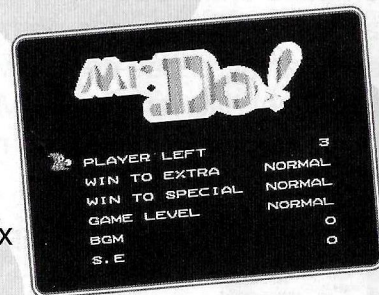 Mr. Do!
PLAYER LEFT 3
WIN TO EXTRA NORMAL
WIN TO SPECIAL NORMAL
GAME LEVEL NORMAL
BGM 0
S.E 0
x